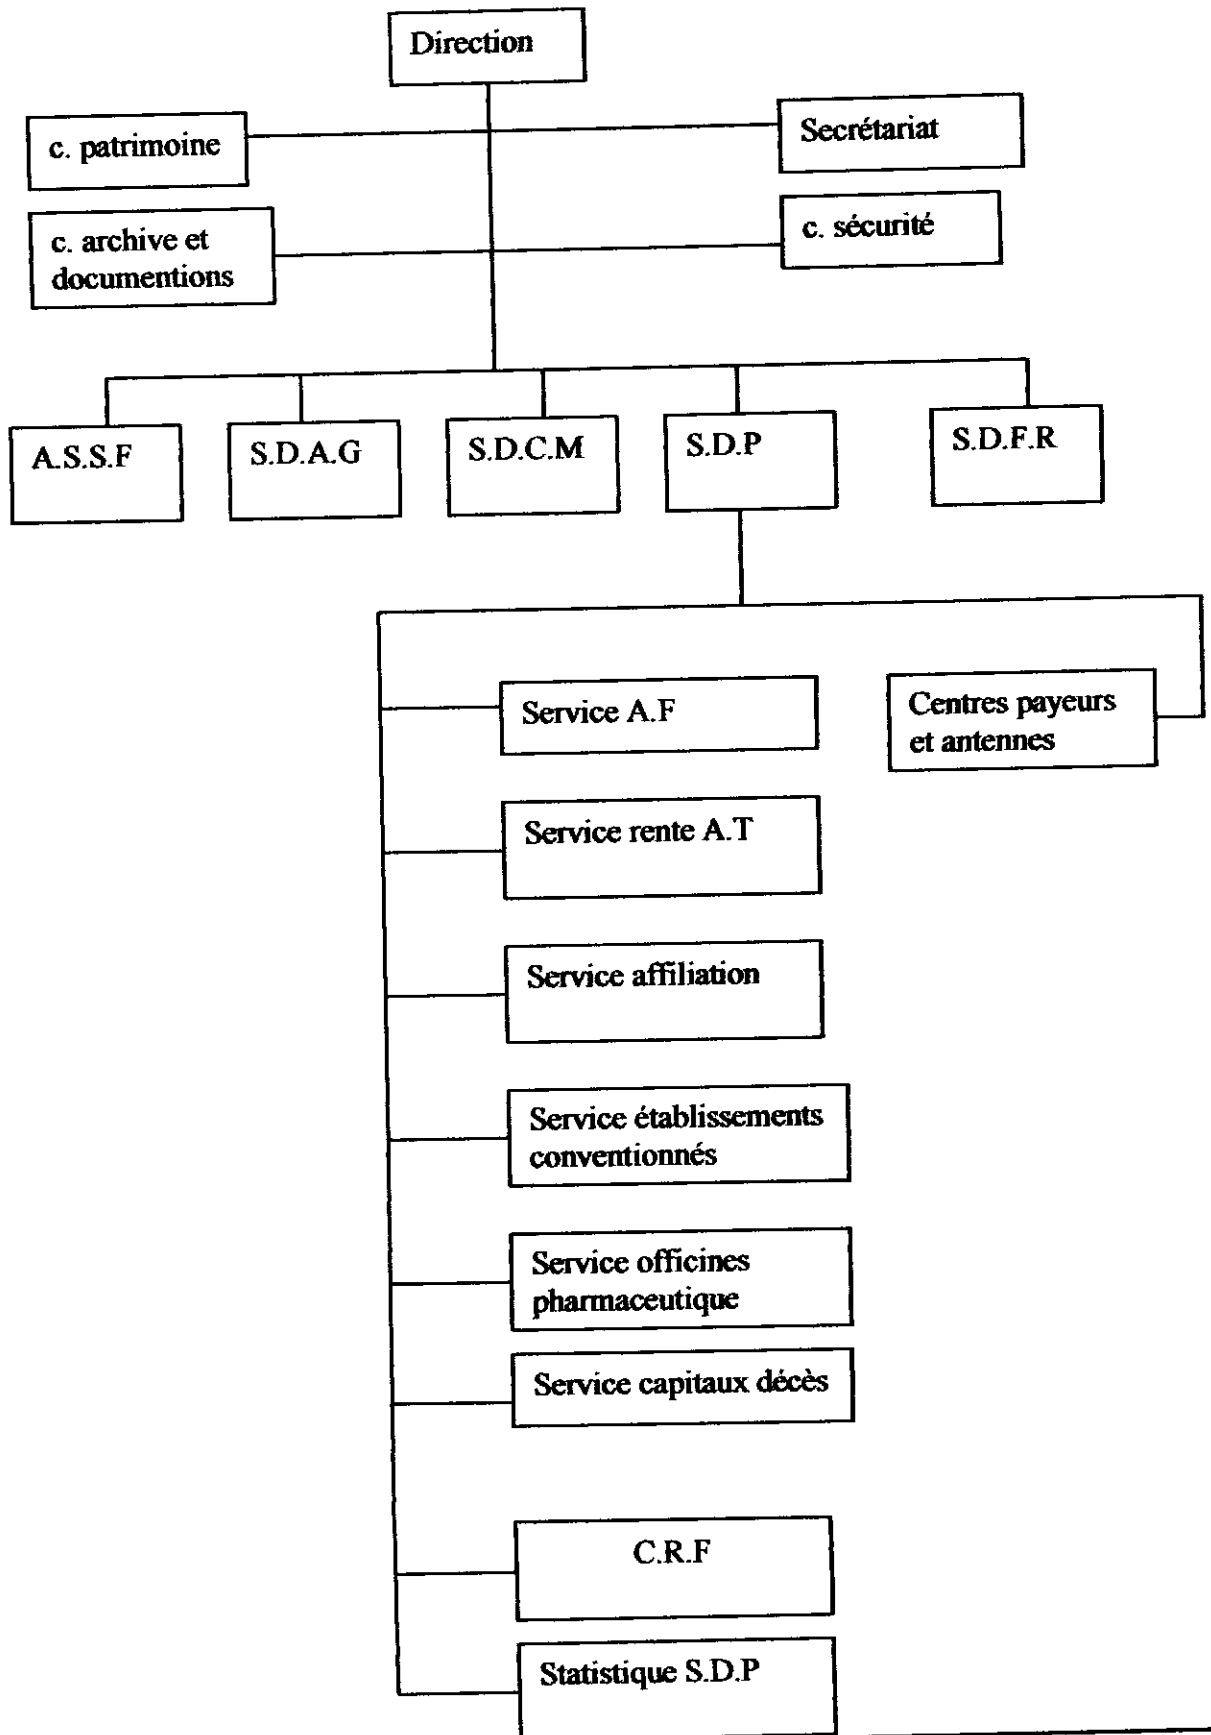 Direction
c. patrimoine
Secrétariat
c. archive et
documentions
c. sécurité
A.S.S.F
S.D.A.G
S.D.C.M
S.D.P
S.D.F.R
Service A.F
Centres payeurs
et antennes
Service rente A.T
Service affiliation
Service établissements
conventionnés
Service officines
pharmaceutique
Service capitaux décès
C.R.F
Statistique S.D.P